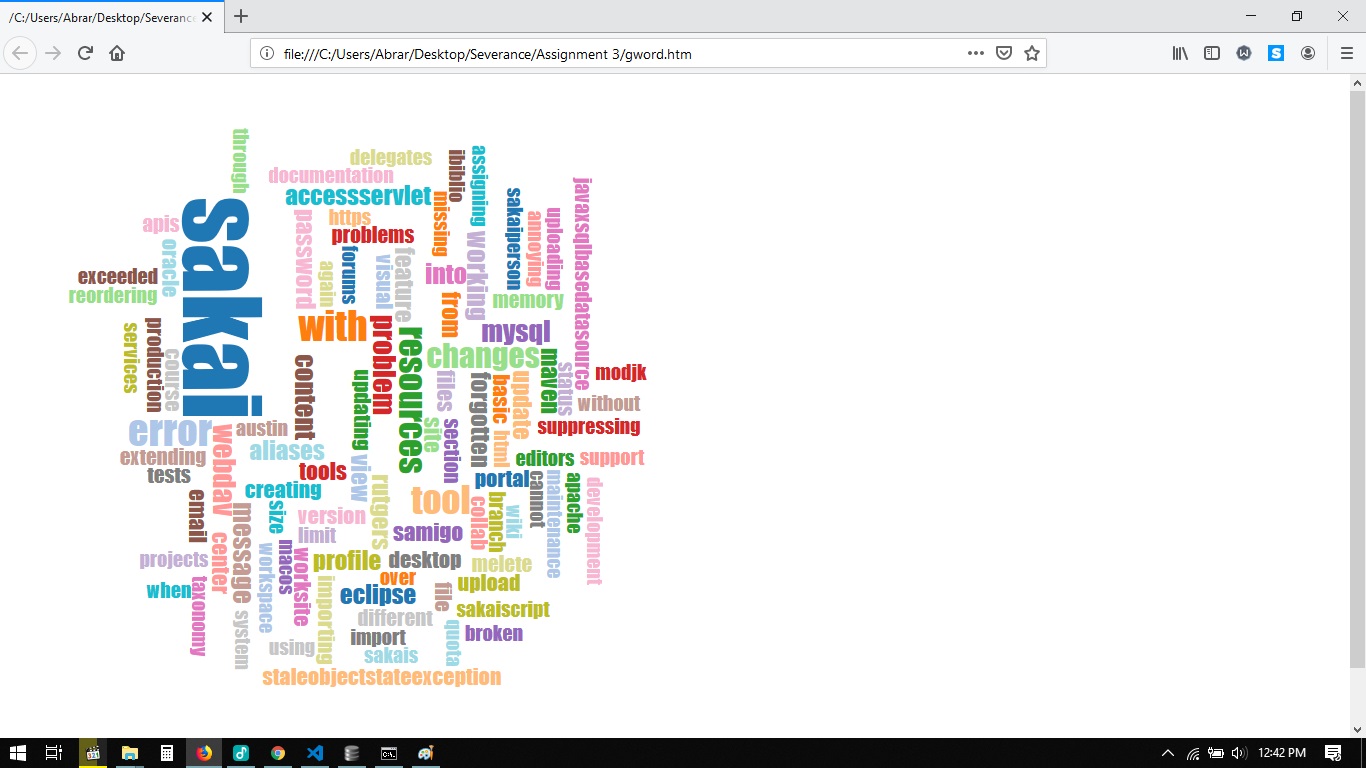 /C:/Users/Abrar/Desktop/Severance
file:///C:/Users/Abrar/Desktop/Severance/Assignment 3/gword.htm
through
delegates
ibiblio
assigning
documentation
accessservlet
missing
sakaiperson
javaxsqlbasedatasource
apis
sakai
password
https
annoying
uploading
problems
working
oracle
exceeded
again
forums
visual
feature
into
reordering
from
memory
services
production
course
with
problem
resources
mysql
changes
maven
status
modjk
content
updating
files
forgotten
basic
update
without
error
webdav
austin
site
section
html
suppressing
extending
aliases
view
editors
support
tests
tools
portal
cannot
maintenance
apache
development
email
creating
rutgers
tool
collab
branch
wiki
message
size
version
limit
samigo
center
projects
workspace
macos
worksite
profile
desktop
melete
when
taxonomy
importing
over
eclipse
file
upload
system
different
sakaiscript
using
import
quota
broken
sakais
staleobjectstateexception
321
12:42 PM